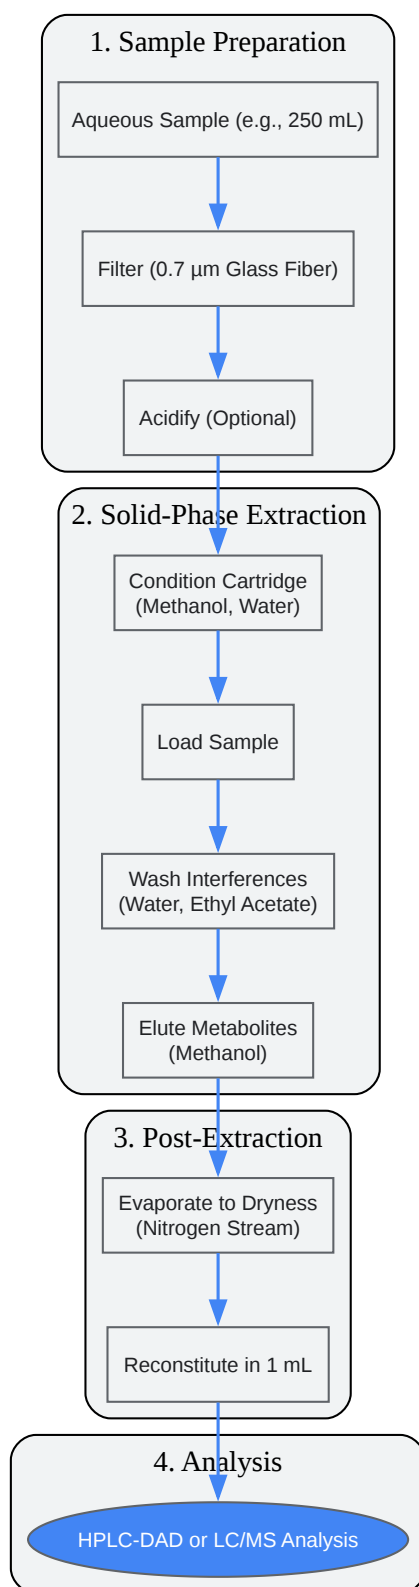 1. Sample Preparation
Aqueous Sample (e.g., 250 mL)
Filter (0.7 µm Glass Fiber)
Acidify (Optional)
2. Solid-Phase Extraction
Condition Cartridge
(Methanol, Water)
Load Sample
Wash Interferences
(Water, Ethyl Acetate)
Elute Metabolites
(Methanol)
3. Post-Extraction
Evaporate to Dryness
(Nitrogen Stream)
Reconstitute in 1 mL
4. Analysis
HPLC-DAD or LC/MS Analysis